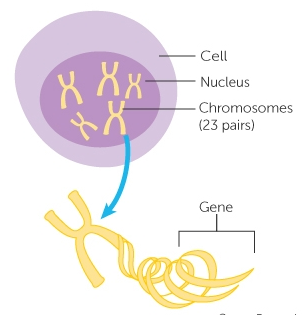 Cell
Nucleus
Chromosomes
(23 pairs)
Gene